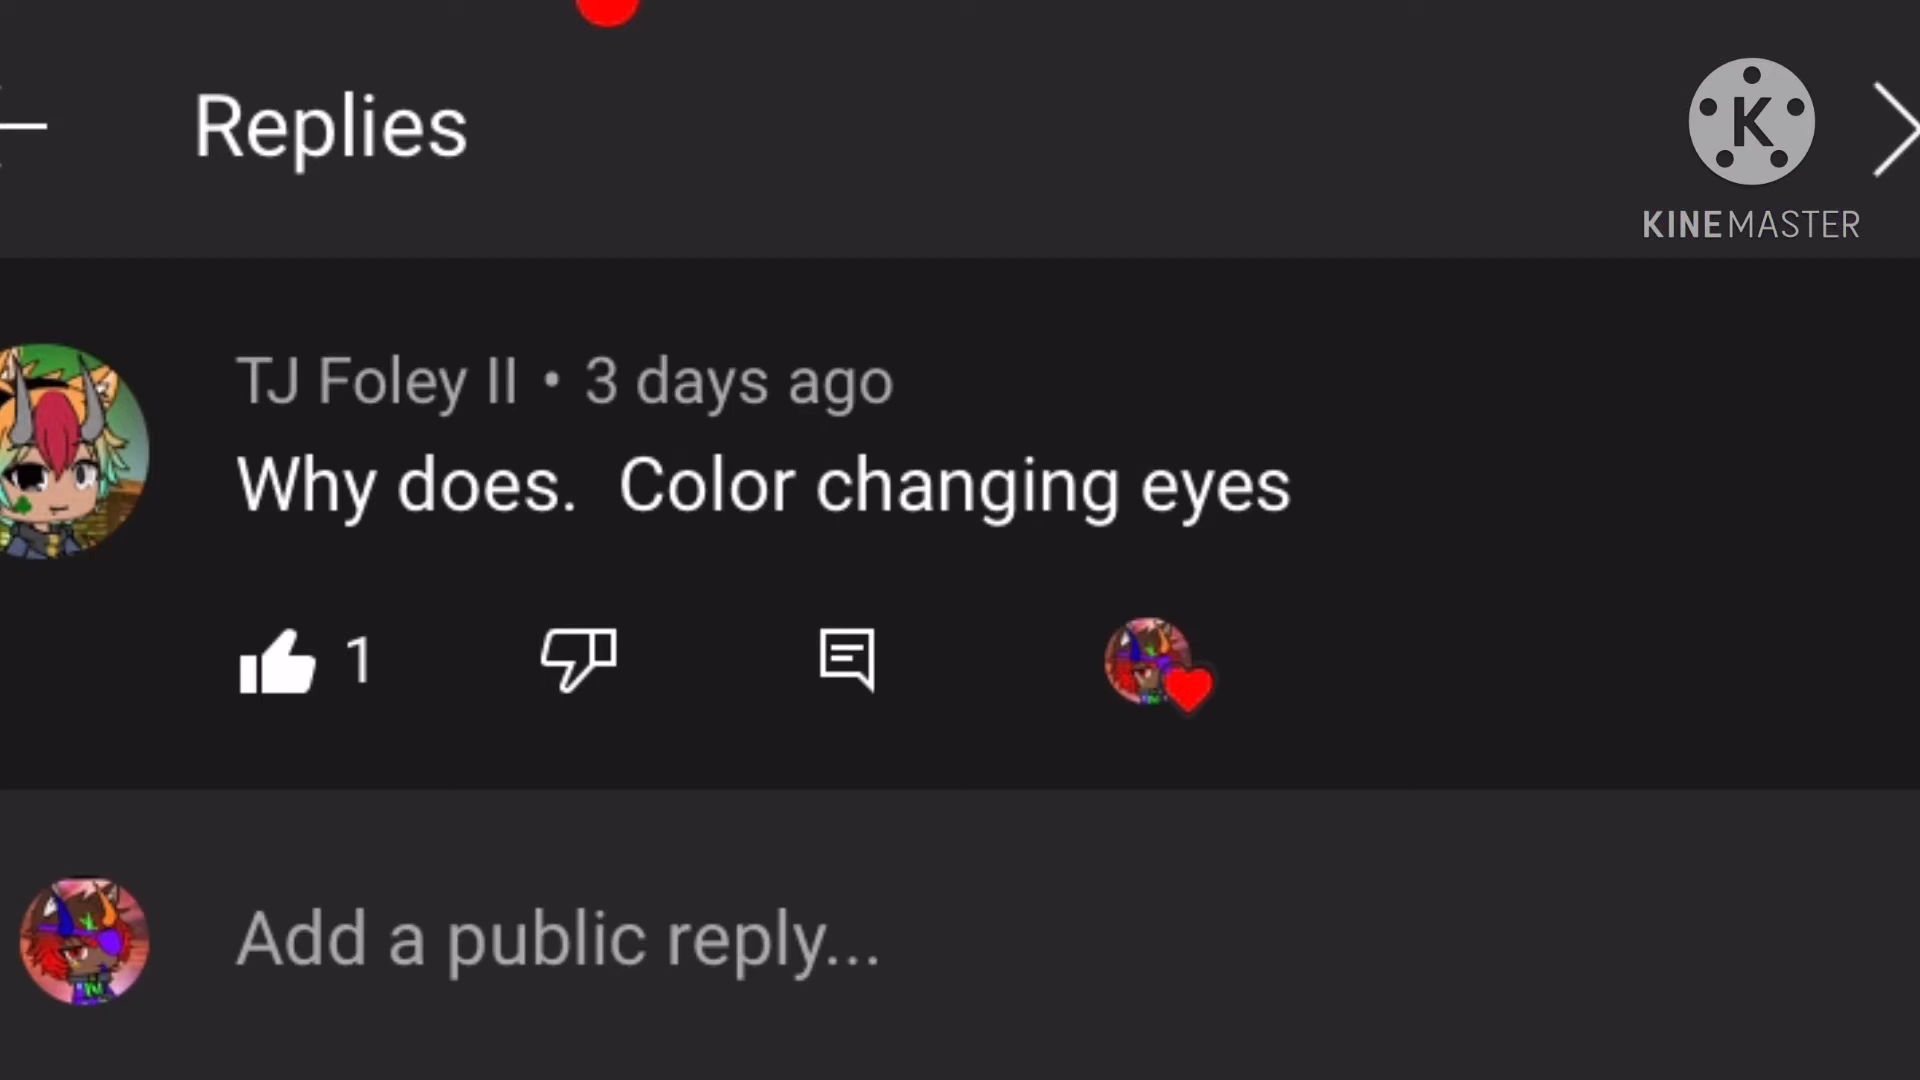 Replies
K
KINEMASTER
TJ Foley II • 3 days ago
Why does.  Color changing eyes
1
Add a public reply...